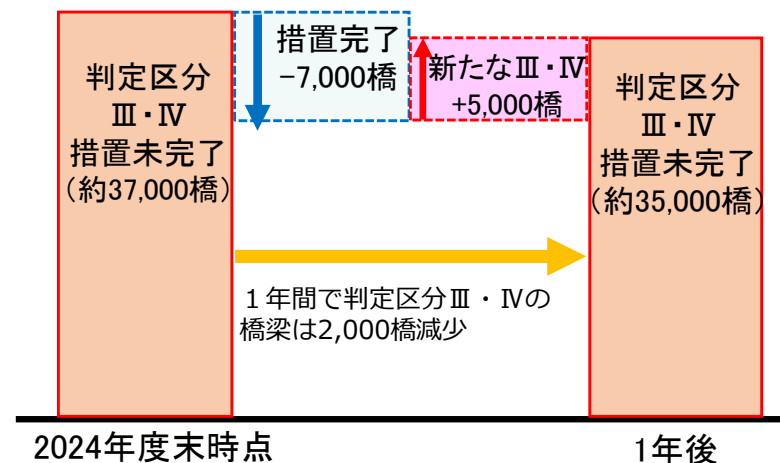 判定区分
Ⅲ・Ⅳ
措置未完了
(約37,000橋)
措置完了
-7,000橋
新たなⅢ・Ⅳ
+5,000橋
判定区分
Ⅲ・Ⅳ
措置未完了
(約35,000橋)
１年間で判定区分Ⅲ・Ⅳの
橋梁は2,000橋減少
2024年度末時点
1年後